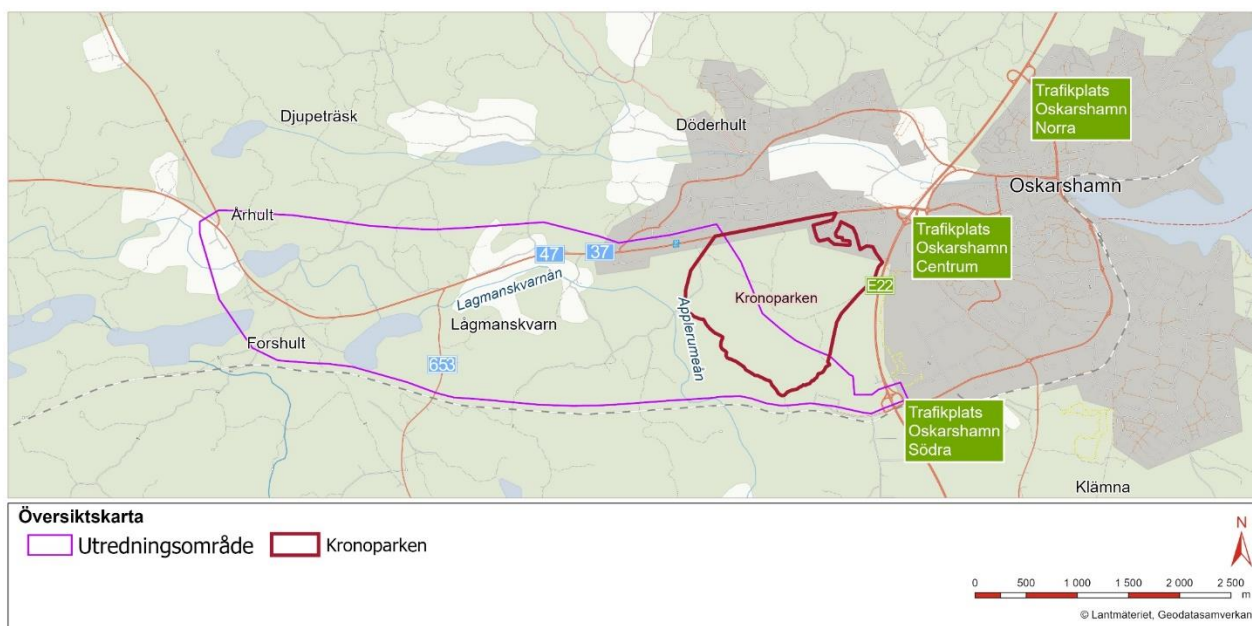 Trafikplats
Oskarshamn
Norra
Djupeträsk
Döderhult
Oskarshamn
Århult
Trafikplats
Oskarshamn
Centrum
47
37
E22
Lagmanskvarnån
Kronoparken
Applerumeån
Lågmanskvarn
Forshult
653
Trafikplats
Oskarshamn
Södra
Klämna
Översiktskarta
Utredningsområde
Kronoparken
N
0 500 1 000 1 500 2 000 2 500
m
© Lantmäteriet, Geodatasamverkan